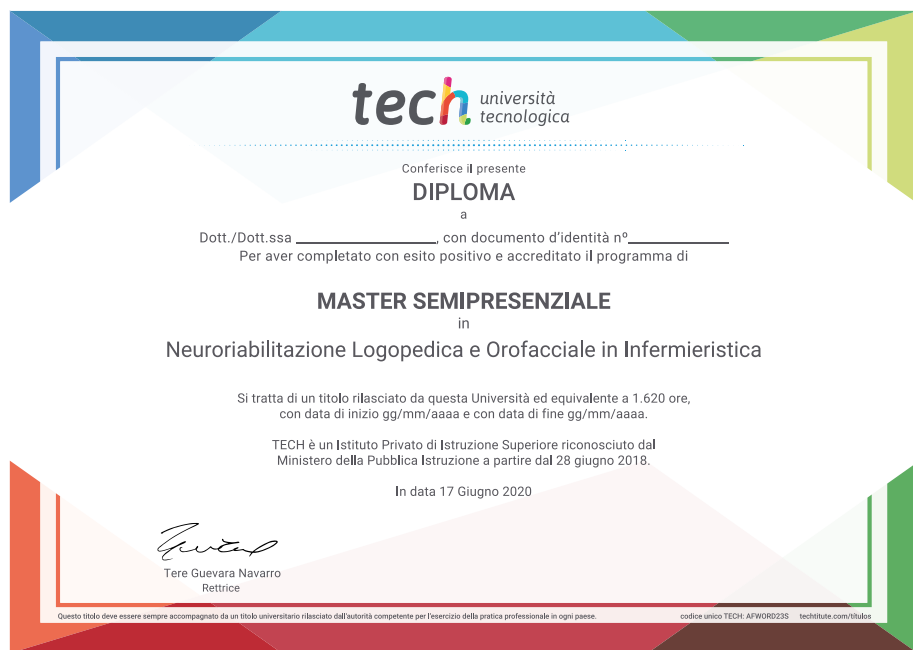 tech università
tecnologica
Conferisce il presente
DIPLOMA
a
Dott./Dott.ssa ____________________, con documento d'identità nº______________
Per aver completato con esito positivo e accreditato il programma di
MASTER SEMIPRESENZIALE
in
Neuroriabilitazione Logopedica e Orofacciale in Infermieristica
Si tratta di un titolo rilasciato da questa Università ed equivalente a 1.620 ore,
con data di inizio gg/mm/aaaa e con data di fine gg/mm/aaaa.
TECH è un Istituto Privato di Istruzione Superiore riconosciuto dal
Ministero della Pubblica Istruzione a partire dal 28 giugno 2018.
In data 17 Giugno 2020
Tere Guevara Navarro
Rettrice
Questo titolo deve essere sempre accompagnato da un titolo universitario rilasciato dall'autorità competente per l'esercizio della pratica professionale in ogni paese. codice unico TECH: AFWORD23S techtitute.com/títulos